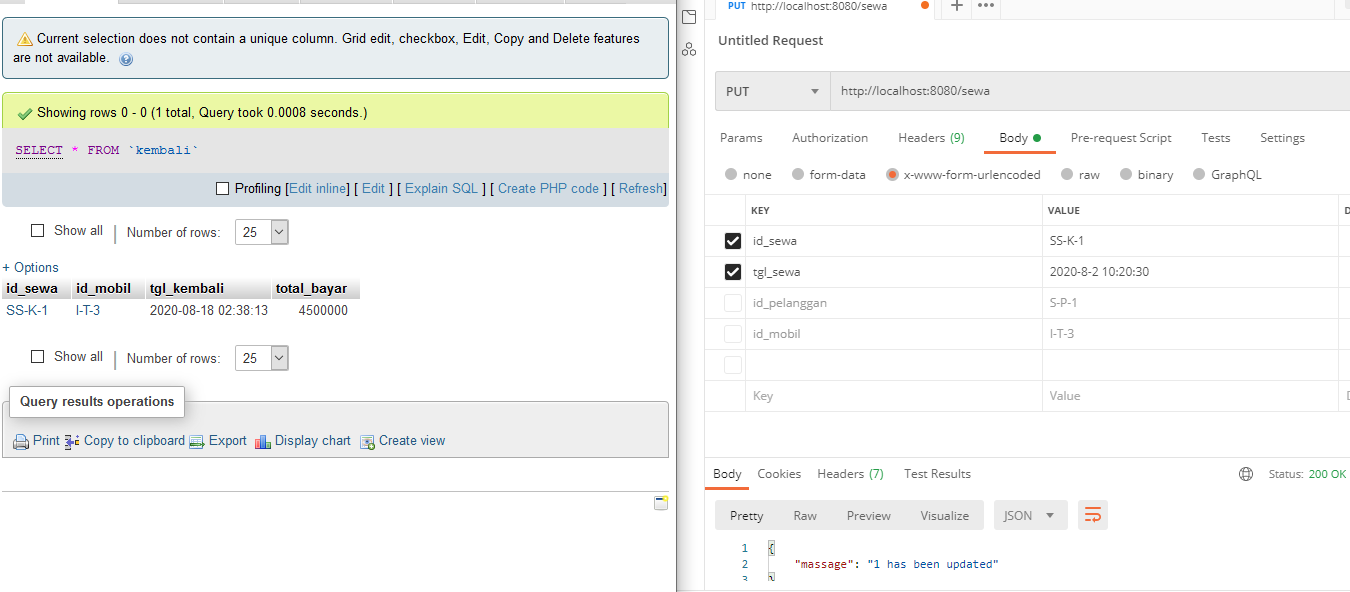 Current selection does not contain a unique column. Grid edit, checkbox, Edit, Copy and Delete features
are not available.
Showing rows 0 - 0 (1 total, Query took 0.0008 seconds.)
SELECT * FROM `kembali`
Profiling [Edit inline] [ Edit ] [ Explain SQL ] [ Create PHP code ] [ Refresh]
Show all | Number of rows: 25
+ Options
id_sewa id_mobil tgl_kembali total_bayar
SS-K-1 I-T-3 2020-08-18 02:38:13 4500000
Show all | Number of rows: 25
Query results operations
Print Copy to clipboard Export Display chart Create view
PUT http://localhost:8080/sewa + •••
Untitled Request
PUT http://localhost:8080/sewa
Params Authorization Headers (9) Body Pre-request Script Tests Settings
none form-data x-www-form-urlencoded raw binary GraphQL
KEY VALUE
id_sewa SS-K-1
tgl_sewa 2020-8-2 10:20:30
id_pelanggan S-P-1
id_mobil I-T-3
Key Value
Body Cookies Headers (7) Test Results Status: 200 OK
Pretty Raw Preview Visualize JSON
1 {
2 "massage": "1 has been updated"
3 }